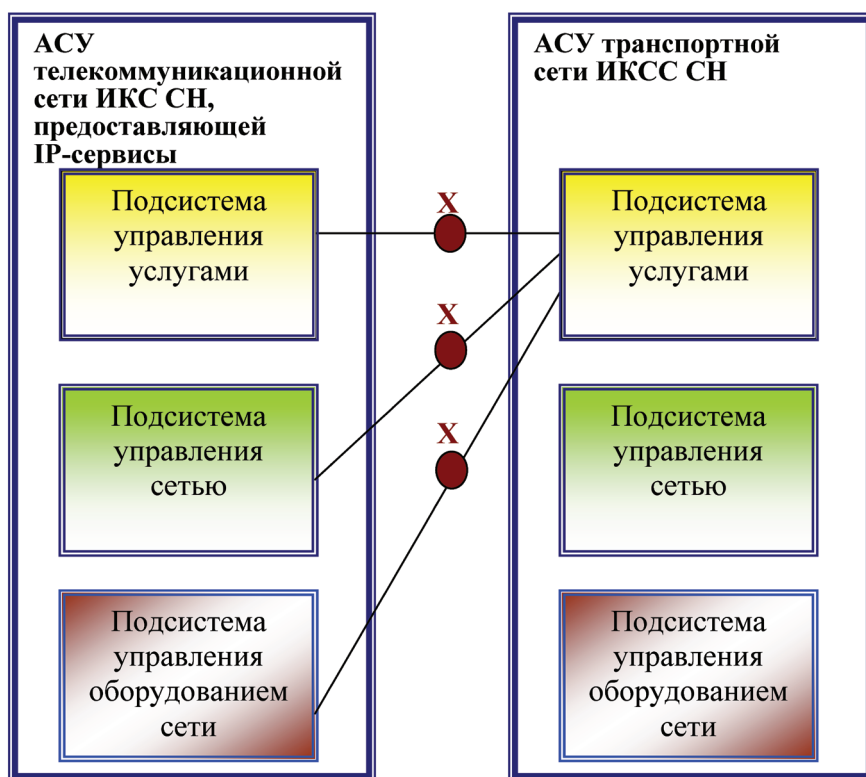 АСУ
телекоммуникационной
сети ИКС СН,
предоставляющей
IP-сервисы
Подсистема
управления
услугами
Подсистема
управления
сетью
Подсистема
управления
оборудованием
сети
X
X
X
АСУ транспортной
сети ИКСС СН
Подсистема
управления
услугами
Подсистема
управления
сетью
Подсистема
управления
оборудованием
сети